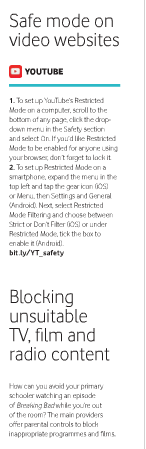 Safe mode on
video websites
YOUTUBE
1. To set up YouTube's Restricted
Mode on a computer, scroll to the
bottom of any page, click the drop-
down menu in the Safety section
and select On. If you'd like Restricted
Mode to be enabled for anyone using
your browser, don't forget to lock it.
2. To set up Restricted Mode on a
smartphone, expand the menu in the
top left and tap the gear icon (iOS)
or Menu, then Settings and General
(Android). Next, select Restricted
Mode Filtering and choose between
Strict or Don't Filter (iOS) or under
Restricted Mode, tick the box to
enable it (Android).
bit.ly/YT_safety
Blocking
unsuitable
TV, film and
radio content
How can you avoid your primary
schooler watching an episode
of Breaking Bad while you're out
of the room? The main providers
offer parental controls to block
inappropriate programmes and films.